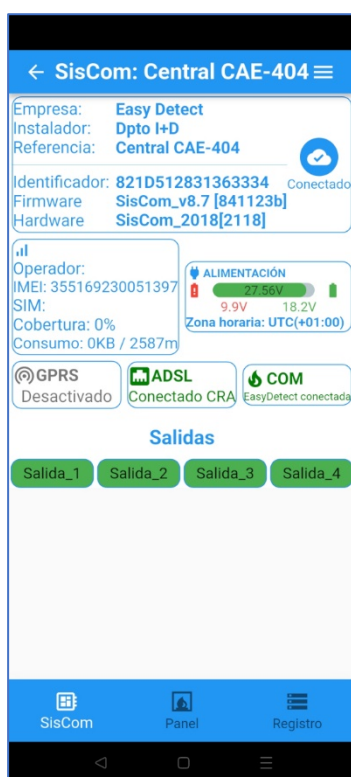 SisCom: Central CAE-404
Empresa: Easy Detect
Instalador: Dpto I+D
Referencia: Central CAE-404
Identificador: 821D512831363334
Conectado
Firmware SisCom_v8.7 [841123b]
Hardware SisCom_2018[2118]
Operador:
IMEI: 355169230051397
SIM:
Cobertura: 0%
Consumo: 0KB / 2587m
ALIMENTACIÓN
27.56V
9.9V 18.2V
Zona horaria: UTC(+01:00)
GPRS
Desactivado
ADSL
Conectado CRA
COM
EasyDetect conectada
Salidas
Salida_1 Salida_2 Salida_3 Salida_4
SisCom Panel Registro